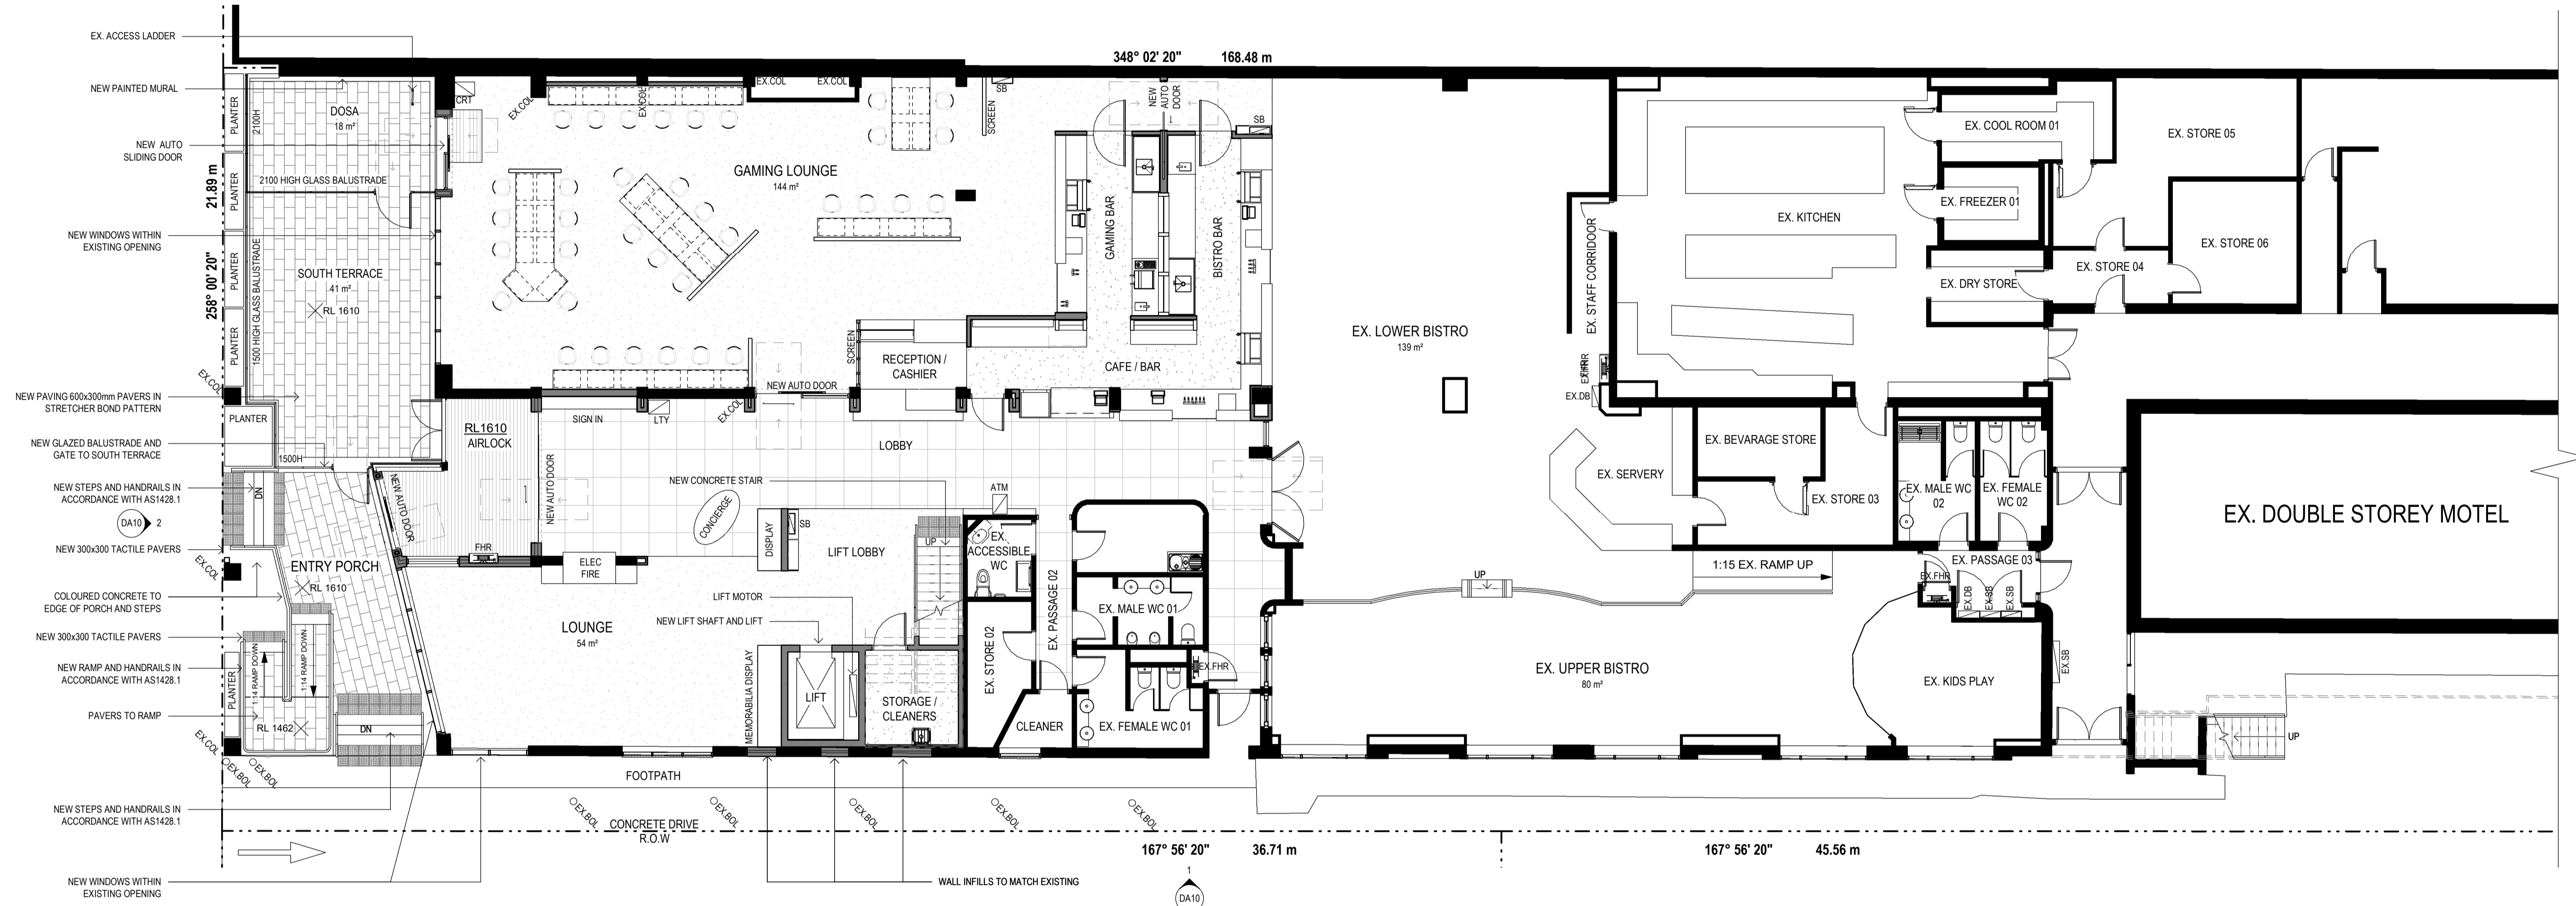 348° 02' 20" 168.48 m
EX. ACCESS LADDER
NEW PAINTED MURAL
NEW AUTO
SLIDING DOOR
NEW WINDOWS WITHIN
EXISTING OPENING
NEW PAVING 600x300mm PAVERS IN
STRETCHER BOND PATTERN
NEW GLAZED BALUSTRADE AND
GATE TO SOUTH TERRACE
NEW STEPS AND HANDRAILS IN
ACCORDANCE WITH AS1428.1
DA10 2
NEW 300x300 TACTILE PAVERS
COLOURED CONCRETE TO
EDGE OF PORCH AND STEPS
NEW 300x300 TACTILE PAVERS
NEW RAMP AND HANDRAILS IN
ACCORDANCE WITH AS1428.1
PAVERS TO RAMP
NEW STEPS AND HANDRAILS IN
ACCORDANCE WITH AS1428.1
NEW WINDOWS WITHIN
EXISTING OPENING
21.89 m
258° 00' 20"
PLANTER
PLANTER
PLANTER
PLANTER
PLANTER
PLANTER
EX.COL
EX.COL
EX.COL
EX.BOL
EX.BOL
DOSA
18 m²
2100H
2100 HIGH GLASS BALUSTRADE
1500 HIGH GLASS BALUSTRADE
SOUTH TERRACE
41 m²
RL 1610
1500H
DN
ENTRY PORCH
RL 1610
1:14 RAMP DOWN
1:14 RAMP DOWN
RL 1462
DN
CRT
EX.COL
EX.COL
EX.COL
EX.COL
GAMING LOUNGE
144 m²
SCREEN
SB
NEW
AUTO
DOOR
SB
GAMING BAR
BISTRO BAR
SCREEN
RECEPTION /
CASHIER
CAFE / BAR
NEW AUTO DOOR
SIGN IN
LTY
EX.COL
RL1610
AIRLOCK
NEW AUTO DOOR
NEW AUTO DOOR
FHR
LOBBY
NEW CONCRETE STAIR
ATM
CONCIERGE
DISPLAY
SB
ELEC
FIRE
LIFT LOBBY
UP
LIFT MOTOR
NEW LIFT SHAFT AND LIFT
LOUNGE
54 m²
MEMORABILIA DISPLAY
LIFT
STORAGE /
CLEANERS
EX.
ACCESSIBLE
WC
EX. STORE 02
EX. PASSAGE 02
CLEANER
EX. MALE WC 01
EX. FEMALE WC 01
EX.FHR
EX. LOWER BISTRO
139 m²
EX. STAFF CORRIDOOR
EX.FHR
EX.DB
EX. KITCHEN
EX. COOL ROOM 01
EX. FREEZER 01
EX. DRY STORE
EX. STORE 05
EX. STORE 06
EX. STORE 04
EX. BEVARAGE STORE
EX. SERVERY
EX. STORE 03
EX. MALE WC
02
EX. FEMALE
WC 02
EX. PASSAGE 03
1:15 EX. RAMP UP
UP
EX.FHR
EX.DB
EX.SB
EX.SB
EX. UPPER BISTRO
80 m²
EX. KIDS PLAY
EX.SB
EX. DOUBLE STOREY MOTEL
UP
FOOTPATH
EX.BOL
EX.BOL
EX.BOL
EX.BOL
EX.BOL
CONCRETE DRIVE
R.O.W
167° 56' 20" 36.71 m
167° 56' 20" 45.56 m
WALL INFILLS TO MATCH EXISTING
1
DA10